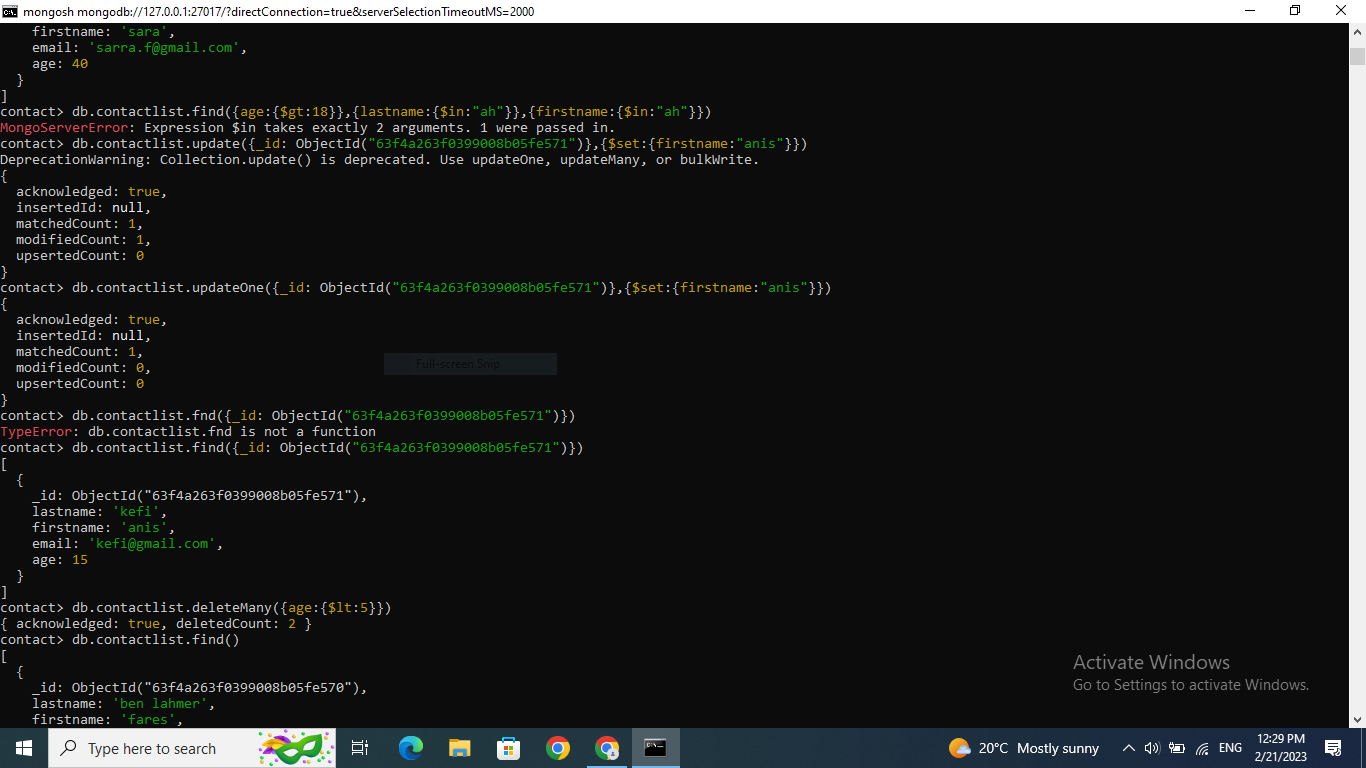 mongosh mongodb://127.0.0.1:27017/?directConnection=true&serverSelectionTimeoutMS=2000
firstname: 'sara',
email: 'sarra.f@gmail.com',
age: 40
}
]
contact> db.contactlist.find({age:{$gt:18}},{lastname:{$in:"ah"}},{firstname:{$in:"ah"}})
MongoServerError: Expression $in takes exactly 2 arguments. 1 were passed in.
contact> db.contactlist.update({_id: ObjectId("63f4a263f0399008b05fe571")},{$set:{firstname:"anis"}})
DeprecationWarning: Collection.update() is deprecated. Use updateOne, updateMany, or bulkWrite.
{
acknowledged: true,
insertedId: null,
matchedCount: 1,
modifiedCount: 1,
upsertedCount: 0
}
contact> db.contactlist.updateOne({_id: ObjectId("63f4a263f0399008b05fe571")},{$set:{firstname:"anis"}})
{
acknowledged: true,
insertedId: null,
matchedCount: 1,
modifiedCount: 0,
Full-screen Snip
upsertedCount: 0
}
contact> db.contactlist.fnd({_id: ObjectId("63f4a263f0399008b05fe571")})
TypeError: db.contactlist.fnd is not a function
contact> db.contactlist.find({_id: ObjectId("63f4a263f0399008b05fe571")})
[
{
_id: ObjectId("63f4a263f0399008b05fe571"),
lastname: 'kefi',
firstname: 'anis',
email: 'kefi@gmail.com',
age: 15
}
]
contact> db.contactlist.deleteMany({age:{$lt:5}})
{ acknowledged: true, deletedCount: 2 }
contact> db.contactlist.find()
[
{
_id: ObjectId("63f4a263f0399008b05fe570"),
lastname: 'ben lahmer',
firstname: 'fares',
Activate Windows
Go to Settings to activate Windows.
Type here to search
20°C Mostly sunny
ENG
12:29 PM
2/21/2023